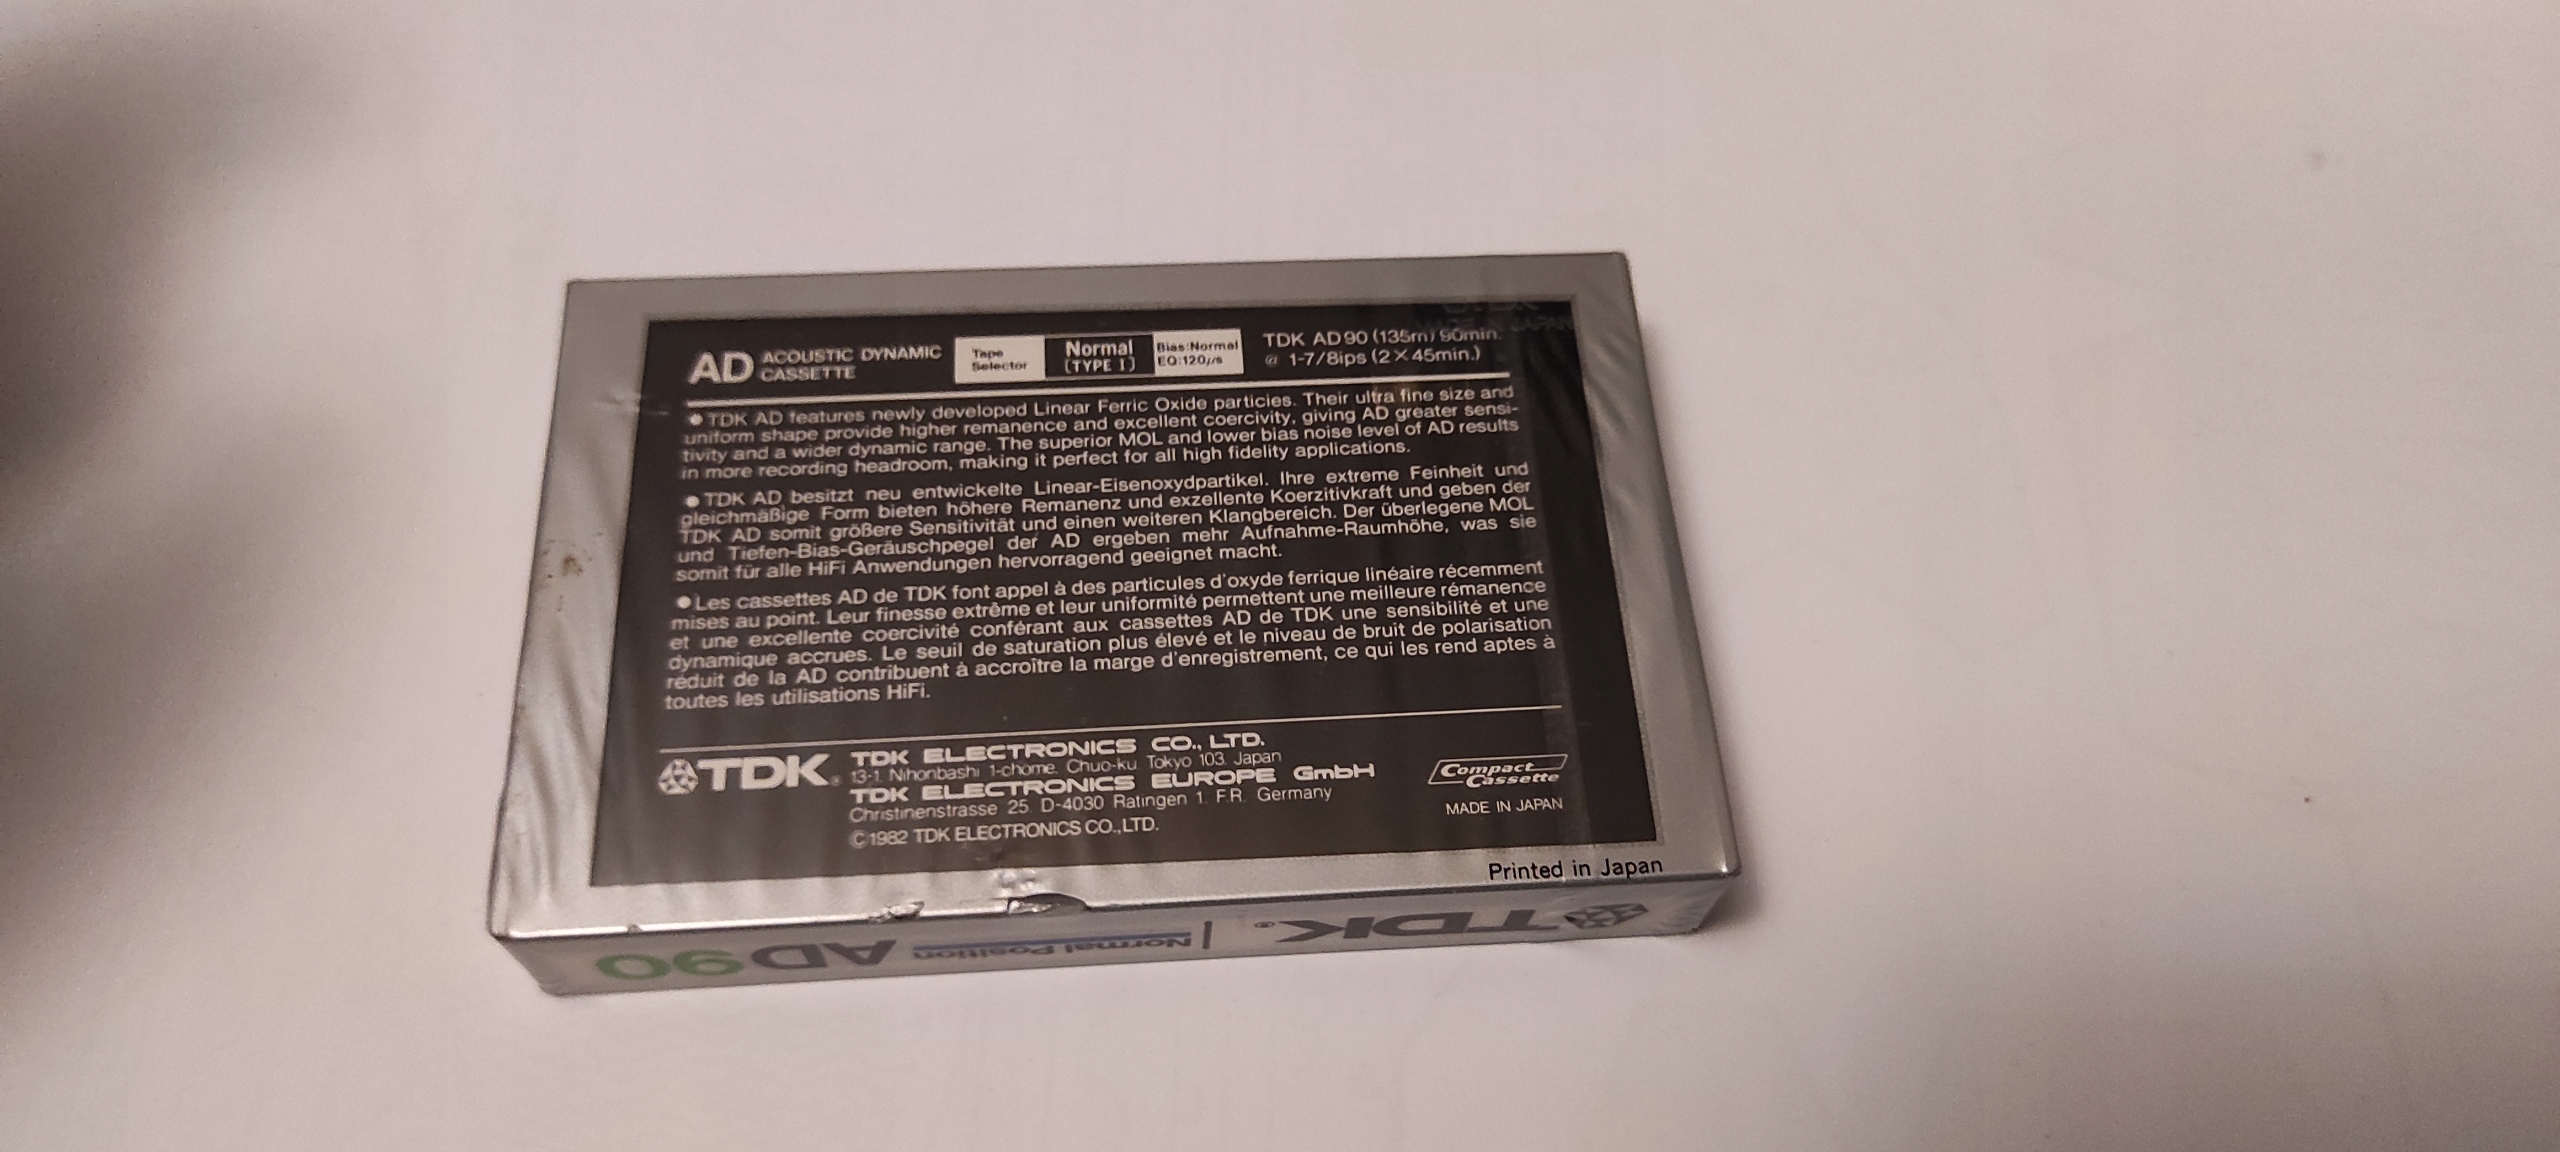 AD ACOUSTIC DYNAMIC CASSETTE
Tape Selector
Normal (TYPE I)
Bias:Normal EQ:120μs
TDK AD90 (135m) 90min.
@ 1-7/8ips (2×45min.)
● TDK AD features newly developed Linear Ferric Oxide particies. Their ultra fine size and
uniform shape provide higher remanence and excellent coercivity, giving AD greater sensi-
tivity and a wider dynamic range. The superior MOL and lower bias noise level of AD results
in more recording headroom, making it perfect for all high fidelity applications.
● TDK AD besitzt neu entwickelte Linear-Eisenoxydpartikel. Ihre extreme Feinheit und
gleichmäßige Form bieten höhere Remanenz und exzellente Koerzitivkraft und geben der
TDK AD somit größere Sensitivität und einen weiteren Klangbereich. Der überlegene MOL
und Tiefen-Bias-Geräuschpegel der AD ergeben mehr Aufnahme-Raumhöhe, was sie
somit für alle HiFi Anwendungen hervorragend geeignet macht.
● Les cassettes AD de TDK font appel à des particules d'oxyde ferrique linéaire récemment
mises au point. Leur finesse extrême et leur uniformité permettent une meilleure rémanence
et une excellente coercivité conférant aux cassettes AD de TDK une sensibilité et une
dynamique accrues. Le seuil de saturation plus élevé et le niveau de bruit de polarisation
réduit de la AD contribuent à accroître la marge d'enregistrement, ce qui les rend aptes à
toutes les utilisations HiFi.
TDK®
TDK ELECTRONICS CO., LTD.
13-1, Nihonbashi 1-chome, Chuo-ku, Tokyo 103, Japan
TDK ELECTRONICS EUROPE GmbH
Christinenstrasse 25, D-4030 Ratingen 1, F.R. Germany
©1982 TDK ELECTRONICS CO.,LTD.
Compact Cassette
MADE IN JAPAN
Printed in Japan
TDK® | Normal Position AD90